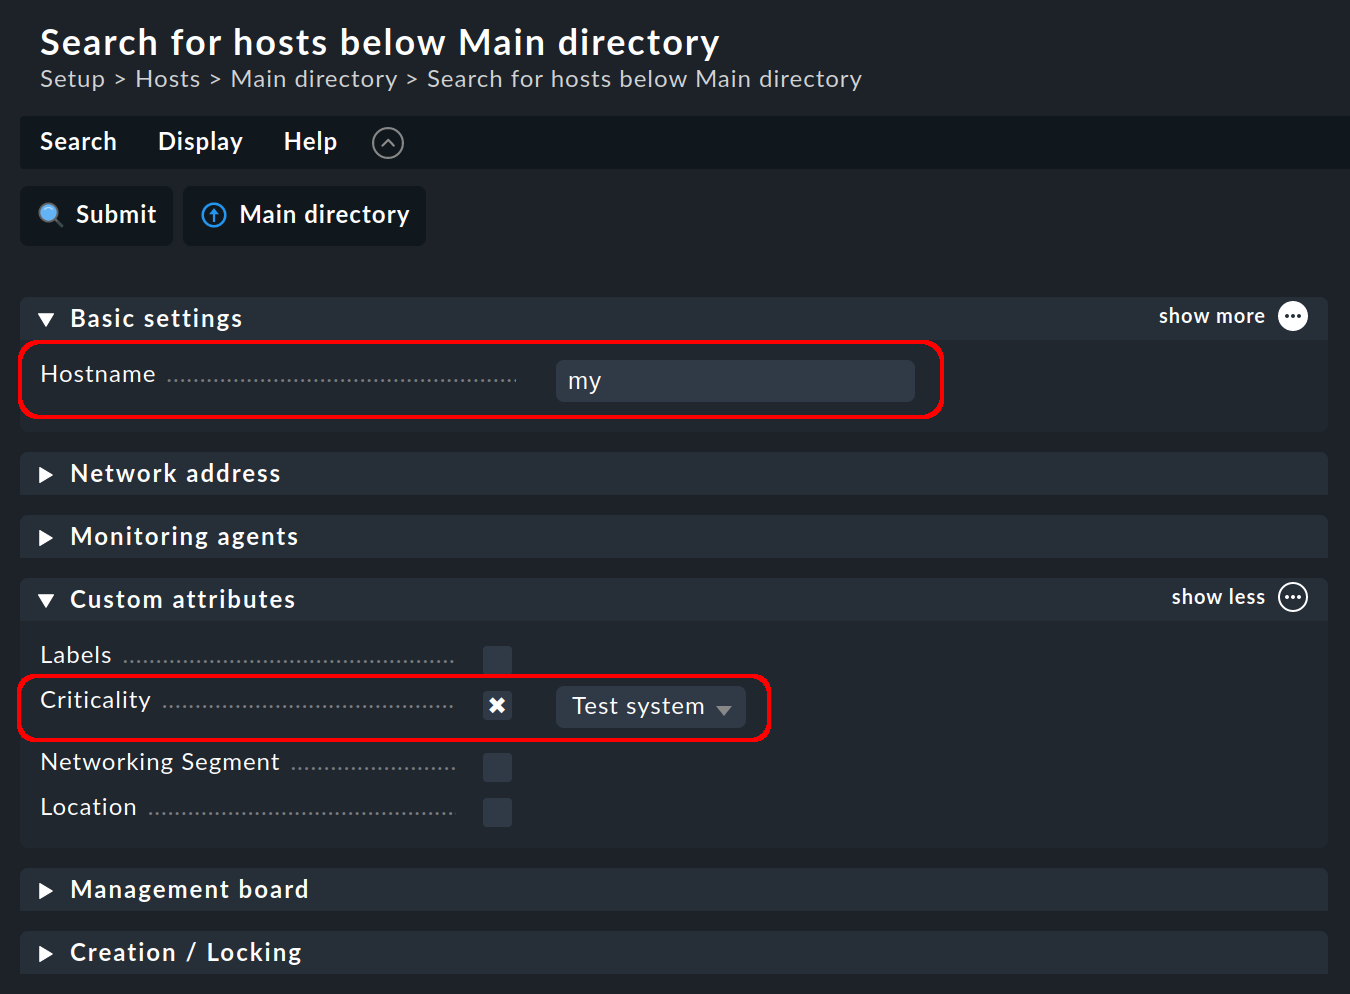 Search for hosts below Main directory
Setup > Hosts > Main directory > Search for hosts below Main directory
Search Display Help
Submit Main directory
Basic settings show more
Hostname my
Network address
Monitoring agents
Custom attributes show less
Labels
Criticality Test system
Networking Segment
Location
Management board
Creation / Locking